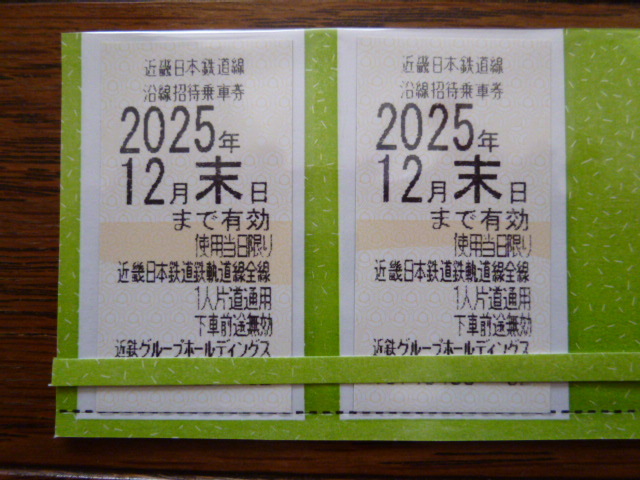 近畿日本鉄道線
沿線招待乗車券
2025年
12月末日
まで有効
使用当日限り
近畿日本鉄道鉄軌道線全線
1人片道通用
下車前途無効
近鉄グループホールディングス
近畿日本鉄道線
沿線招待乗車券
2025年
12月末日
まで有効
使用当日限り
近畿日本鉄道鉄軌道線全線
1人片道通用
下車前途無効
近鉄グループホールディングス